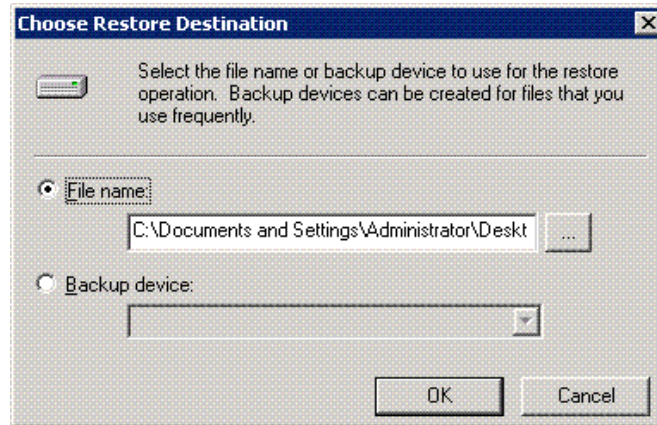 Choose Restore Destination
Select the file name or backup device to use for the restore
operation. Backup devices can be created for files that you
use frequently.
File name:
C:\Documents and Settings\Administrator\Deskt
...
Backup device:
OK
Cancel